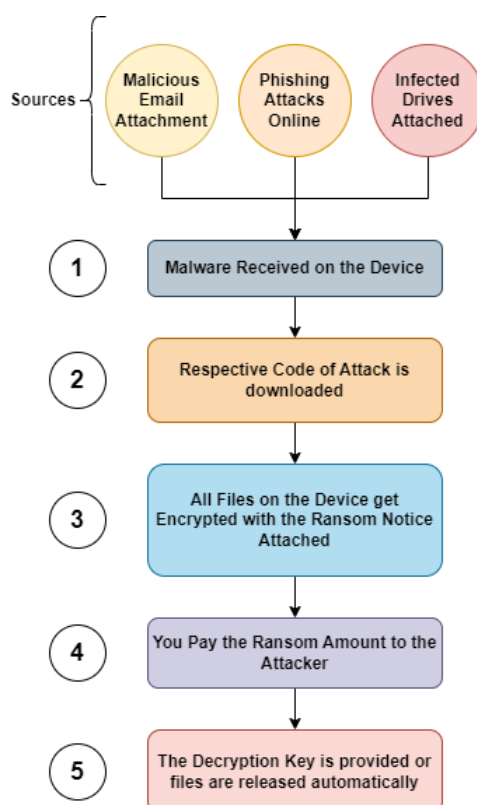 Sources
Malicious
Email
Attachment
Phishing
Attacks
Online
Infected
Drives
Attached
1
Malware Received on the Device
2
Respective Code of Attack is
downloaded
3
All Files on the Device get
Encrypted with the Ransom Notice
Attached
4
You Pay the Ransom Amount to the
Attacker
5
The Decryption Key is provided or
files are released automatically